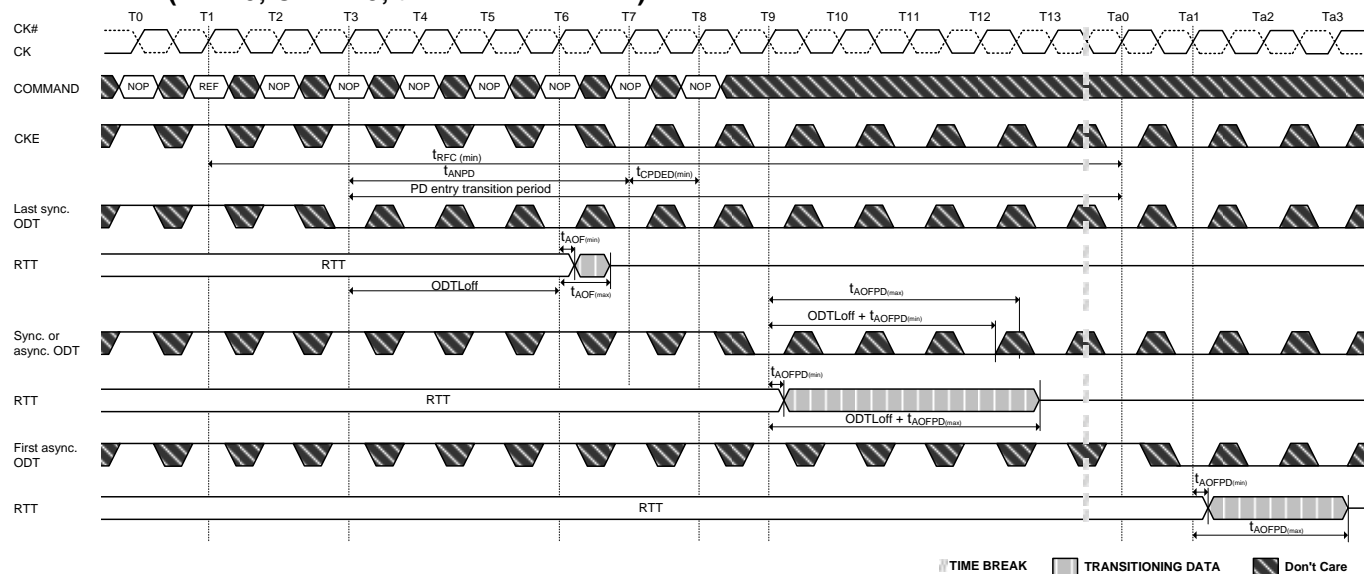 T0 T1 T2 T3 T4 T5 T6 T7 T8 T9 T10 T11 T12 T13 Ta0 Ta1 Ta2 Ta3
CK#
CK
COMMAND NOP REF NOP NOP NOP NOP NOP NOP NOP
CKE
tRFC (min)
tANPD tCPDED(min)
PD entry transition period
Last sync.
ODT
tAOF(min)
RTT RTT
ODTLoff tAOF(max)
tAOFPD(max)
ODTLoff + tAOFPD(min)
Sync. or
async. ODT
tAOFPD(min)
RTT RTT
ODTLoff + tAOFPD(max)
First async.
ODT
tAOFPD(min)
RTT RTT
tAOFPD(max)
TIME BREAK TRANSITIONING DATA Don't Care